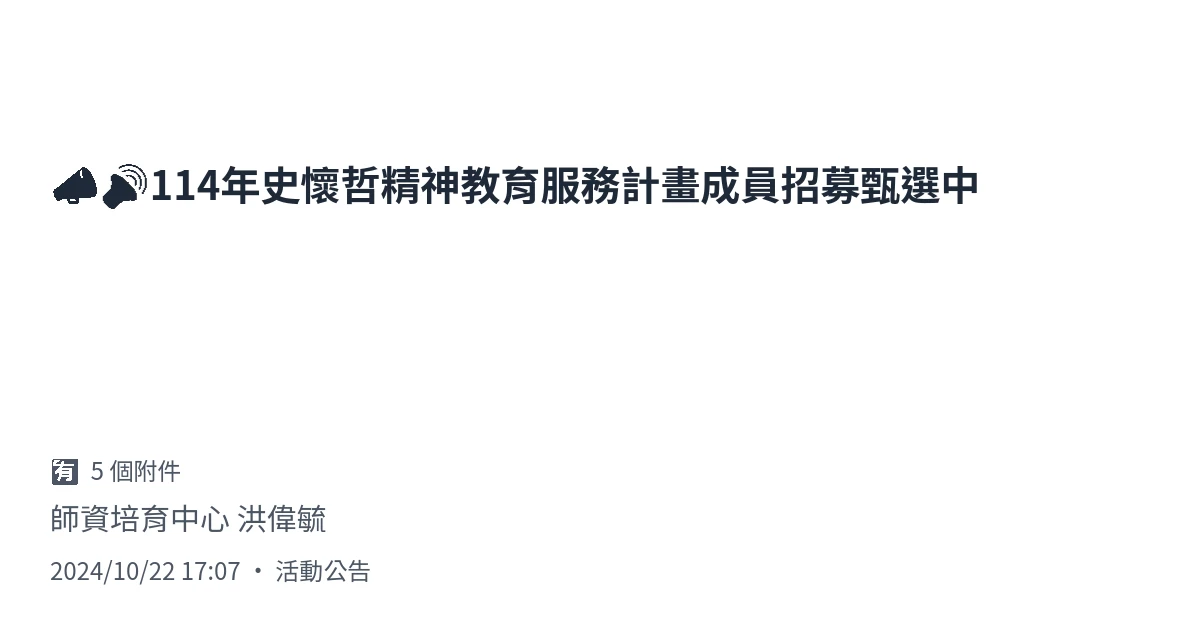 📣🔊114年史懷哲精神教育服務計畫成員招募甄選中
🈶 5 個附件
師資培育中心 洪偉毓
2024/10/22 17:07 · 活動公告